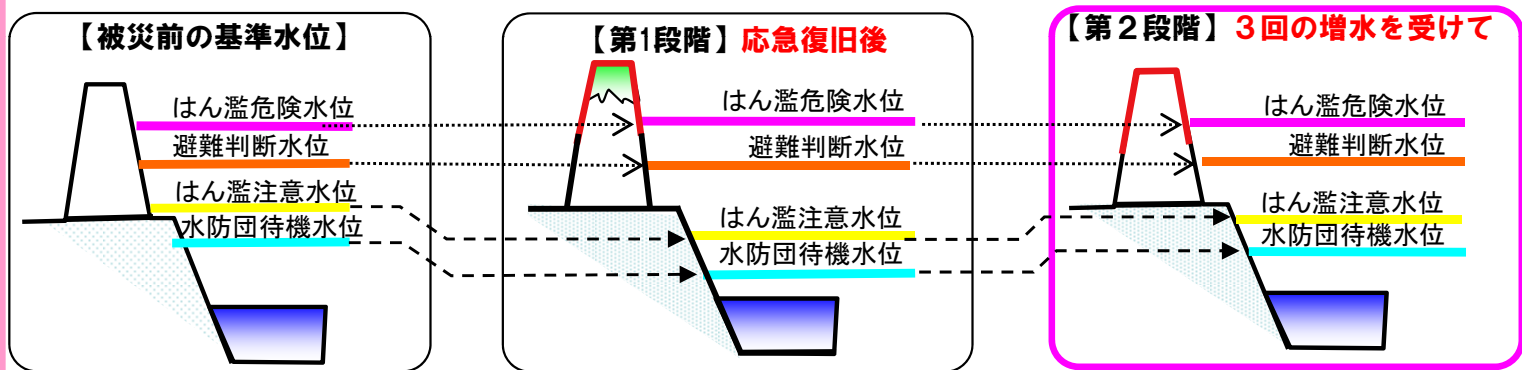 【被災前の基準水位】
はん濫危険水位
避難判断水位
はん濫注意水位
水防団待機水位
【第1段階】応急復旧後
はん濫危険水位
避難判断水位
はん濫注意水位
水防団待機水位
【第２段階】３回の増水を受けて
はん濫危険水位
避難判断水位
はん濫注意水位
水防団待機水位